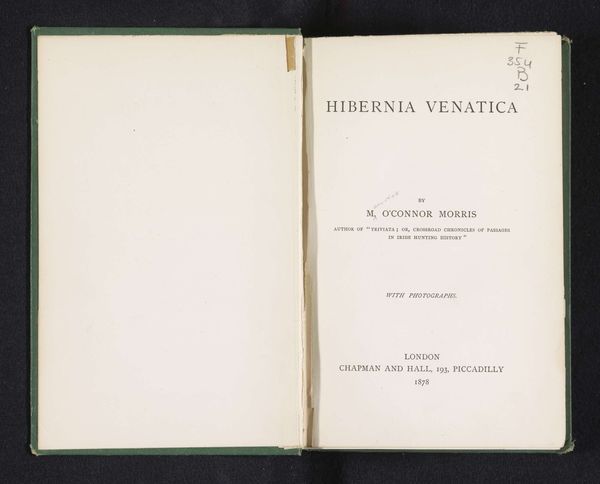 F
354
B
21
HIBERNIA VENATICA
BY
M. O'CONNOR MORRIS
AUTHOR OF "TRIVIATA; OR, CROSSROAD CHRONICLES OF PASSAGES
IN IRISH HUNTING HISTORY"
WITH PHOTOGRAPHS.
LONDON
CHAPMAN AND HALL, 193, PICCADILLY
1878